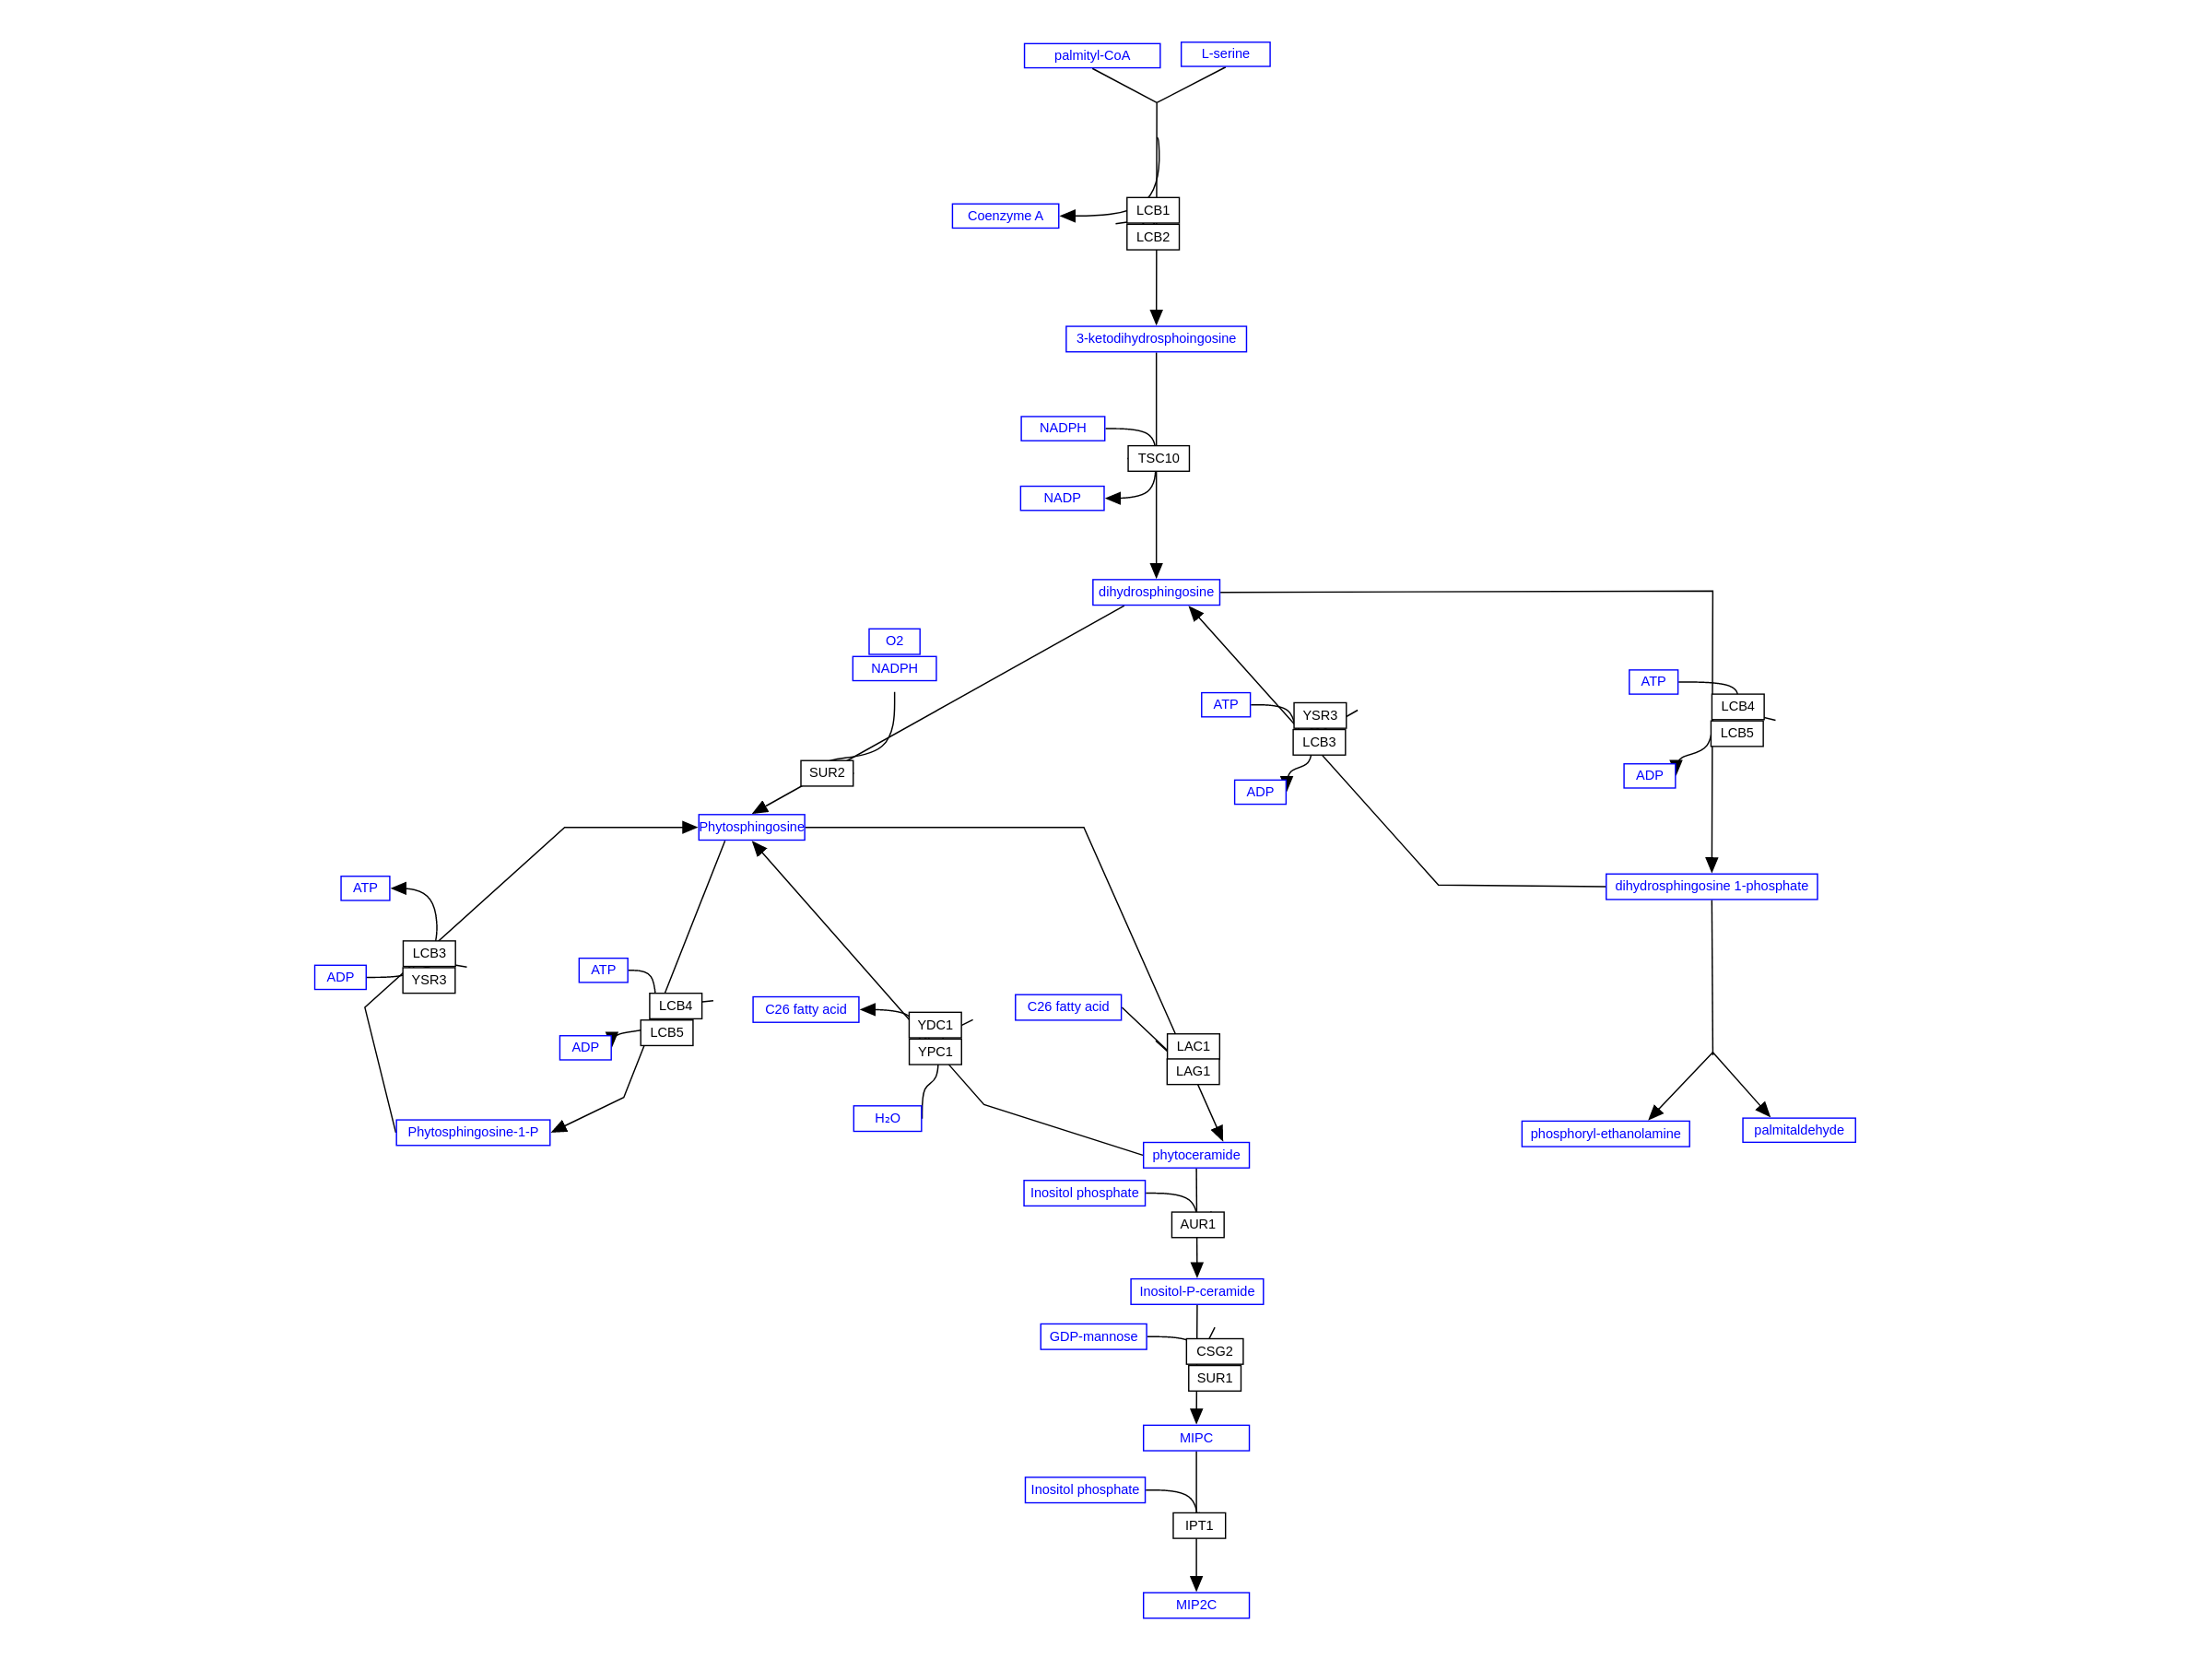 palmityl-CoA
L-serine
Coenzyme A
LCB1
LCB2
3-ketodihydrosphoingosine
NADPH
TSC10
NADP
dihydrosphingosine
O2
NADPH
ATP
YSR3
LCB3
ADP
ATP
LCB4
LCB5
ADP
SUR2
Phytosphingosine
dihydrosphingosine 1-phosphate
ATP
LCB3
YSR3
ADP
ATP
LCB4
LCB5
ADP
C26 fatty acid
YDC1
YPC1
H₂O
C26 fatty acid
LAC1
LAG1
Phytosphingosine-1-P
phytoceramide
phosphoryl-ethanolamine
palmitaldehyde
Inositol phosphate
AUR1
Inositol-P-ceramide
GDP-mannose
CSG2
SUR1
MIPC
Inositol phosphate
IPT1
MIP2C